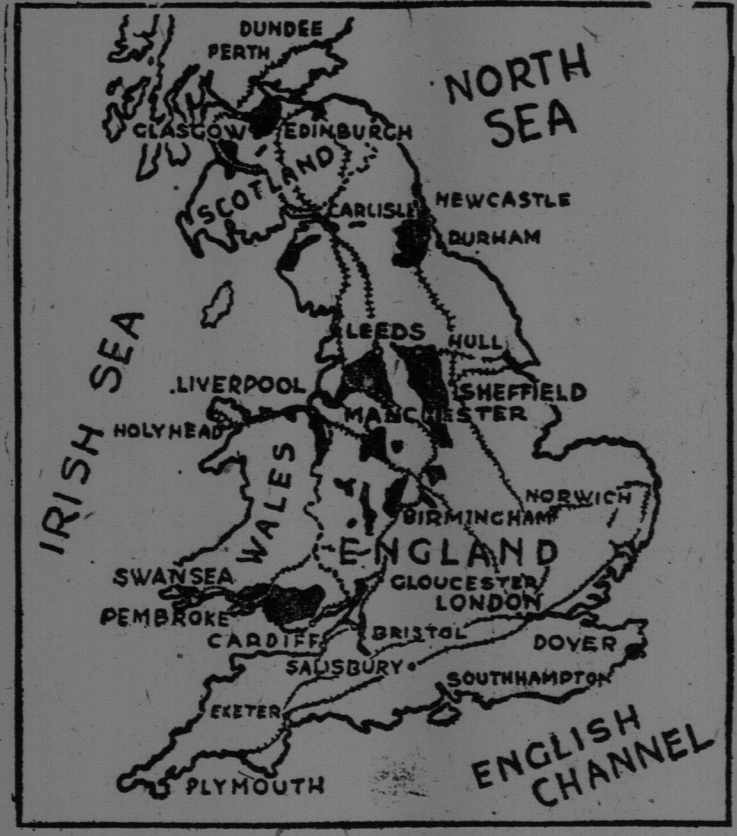 DUNDEE
PERTH
NORTH
SEA
GLASGOW
EDINBURGH
SCOTLAND
CARLISLE
NEWCASTLE
DURHAM
IRISH SEA
LEEDS
HULL
LIVERPOOL
SHEFFIELD
MANCHESTER
HOLYHEAD
WALES
NORWICH
BIRMINGHAM
ENGLAND
SWANSEA
GLOUCESTER
LONDON
PEMBROKE
CARDIFF
BRISTOL
DOVER
SALISBURY
SOUTHHAMPTON
EXETER
ENGLISH
CHANNEL
PLYMOUTH